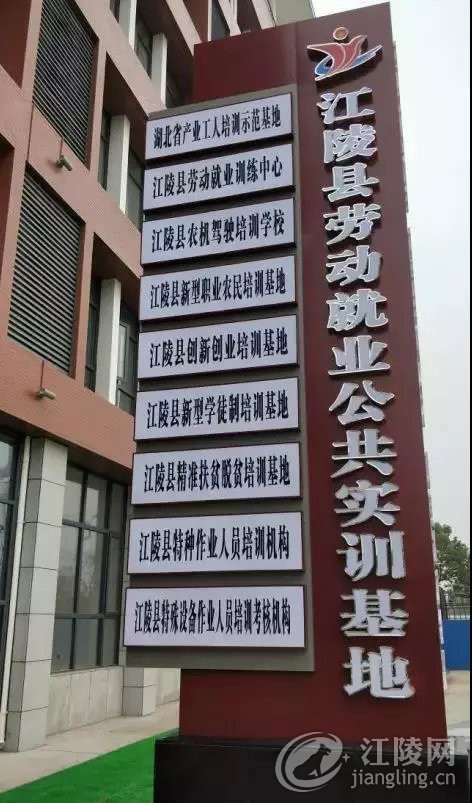 江陵县劳动就业公共实训基地
湖北省产业工人培训示范基地
江陵县劳动就业训练中心
江陵县农机驾驶培训学校
江陵县新型职业农民培训基地
江陵县创新创业培训基地
江陵县新型学徒制培训基地
江陵县精准扶贫脱贫培训基地
江陵县特种作业人员培训机构
江陵县特殊设备作业人员培训考核机构
江陵网
jiangling.cn